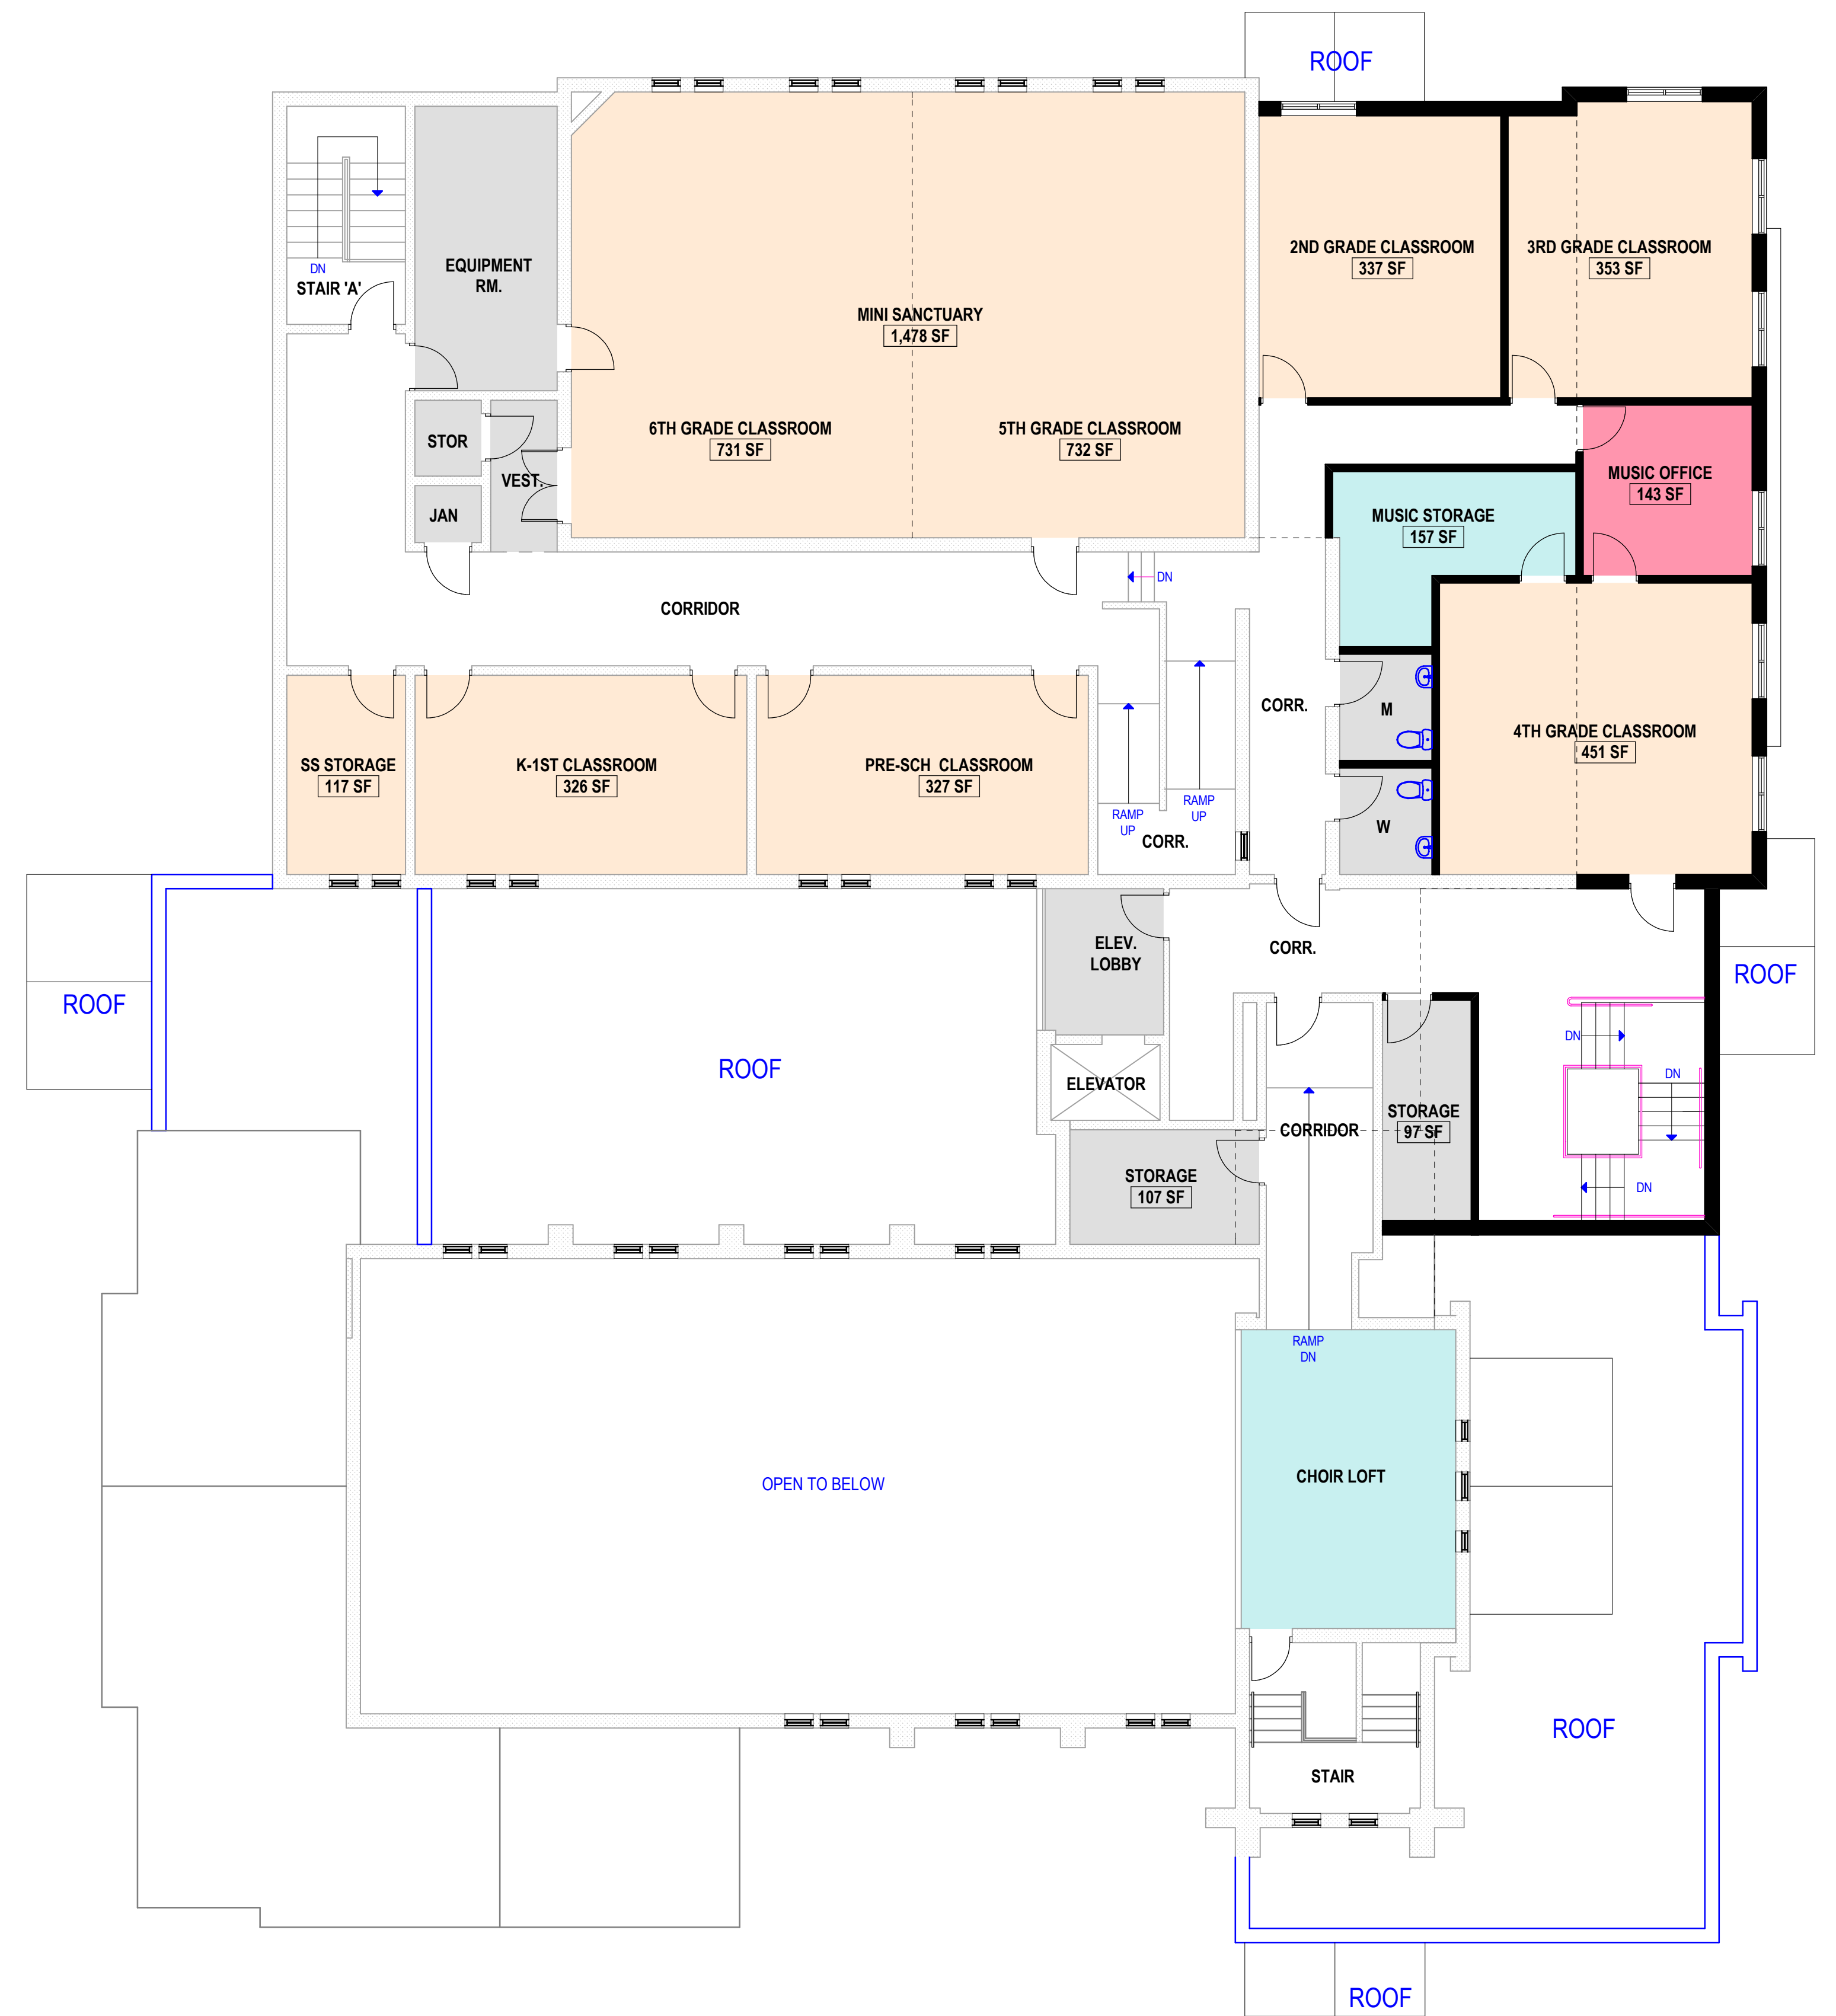 ROOF
EQUIPMENT
RM.
DN
STAIR 'A'
MINI SANCTUARY
1,478 SF
2ND GRADE CLASSROOM
337 SF
3RD GRADE CLASSROOM
353 SF
STOR
VEST.
JAN
6TH GRADE CLASSROOM
731 SF
5TH GRADE CLASSROOM
732 SF
MUSIC OFFICE
143 SF
MUSIC STORAGE
157 SF
DN
CORRIDOR
CORR.
M
4TH GRADE CLASSROOM
451 SF
SS STORAGE
117 SF
K-1ST CLASSROOM
326 SF
PRE-SCH CLASSROOM
327 SF
RAMP
UP
RAMP
UP
CORR.
W
ELEV.
LOBBY
CORR.
ROOF
ROOF
ROOF
DN
DN
DN
ELEVATOR
CORRIDOR
STORAGE
97 SF
STORAGE
107 SF
RAMP
DN
CHOIR LOFT
OPEN TO BELOW
ROOF
STAIR
ROOF